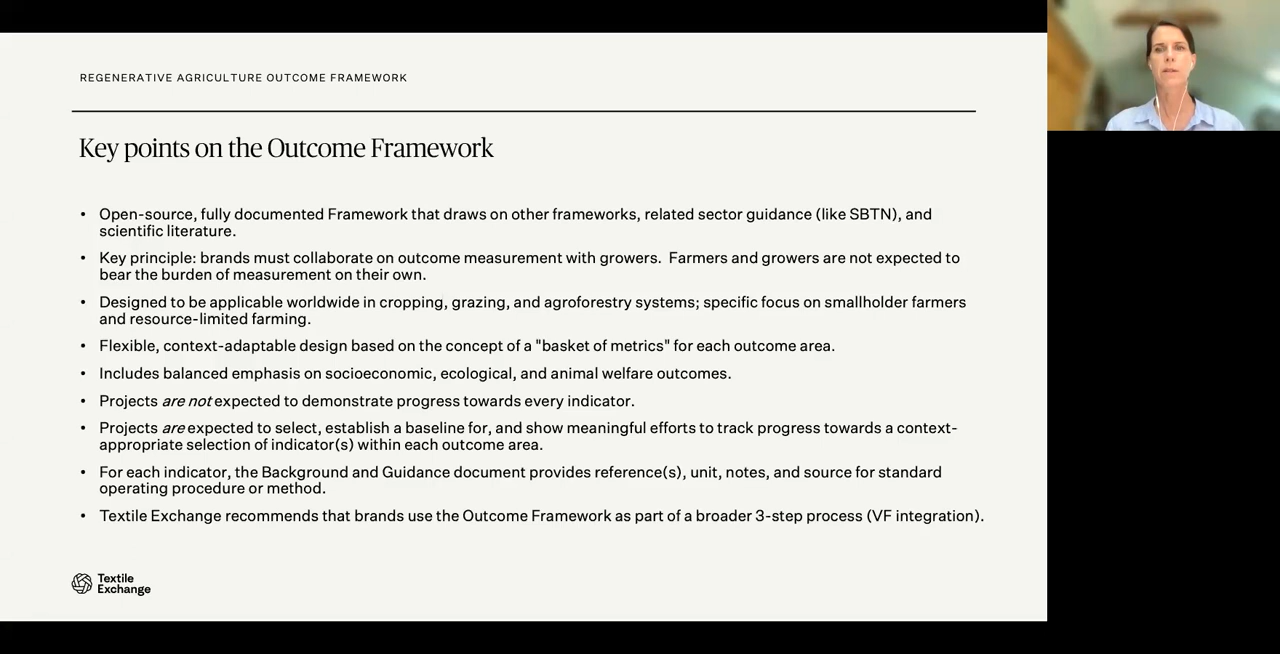 REGENERATIVE AGRICULTURE OUTCOME FRAMEWORK
Key points on the Outcome Framework
• Open-source, fully documented Framework that draws on other frameworks, related sector guidance (like SBTN), and
scientific literature.
• Key principle: brands must collaborate on outcome measurement with growers.  Farmers and growers are not expected to
bear the burden of measurement on their own.
• Designed to be applicable worldwide in cropping, grazing, and agroforestry systems; specific focus on smallholder farmers
and resource-limited farming.
• Flexible, context-adaptable design based on the concept of a "basket of metrics" for each outcome area.
• Includes balanced emphasis on socioeconomic, ecological, and animal welfare outcomes.
• Projects are not expected to demonstrate progress towards every indicator.
• Projects are expected to select, establish a baseline for, and show meaningful efforts to track progress towards a context-
appropriate selection of indicator(s) within each outcome area.
• For each indicator, the Background and Guidance document provides reference(s), unit, notes, and source for standard
operating procedure or method.
• Textile Exchange recommends that brands use the Outcome Framework as part of a broader 3-step process (VF integration).
Textile
Exchange